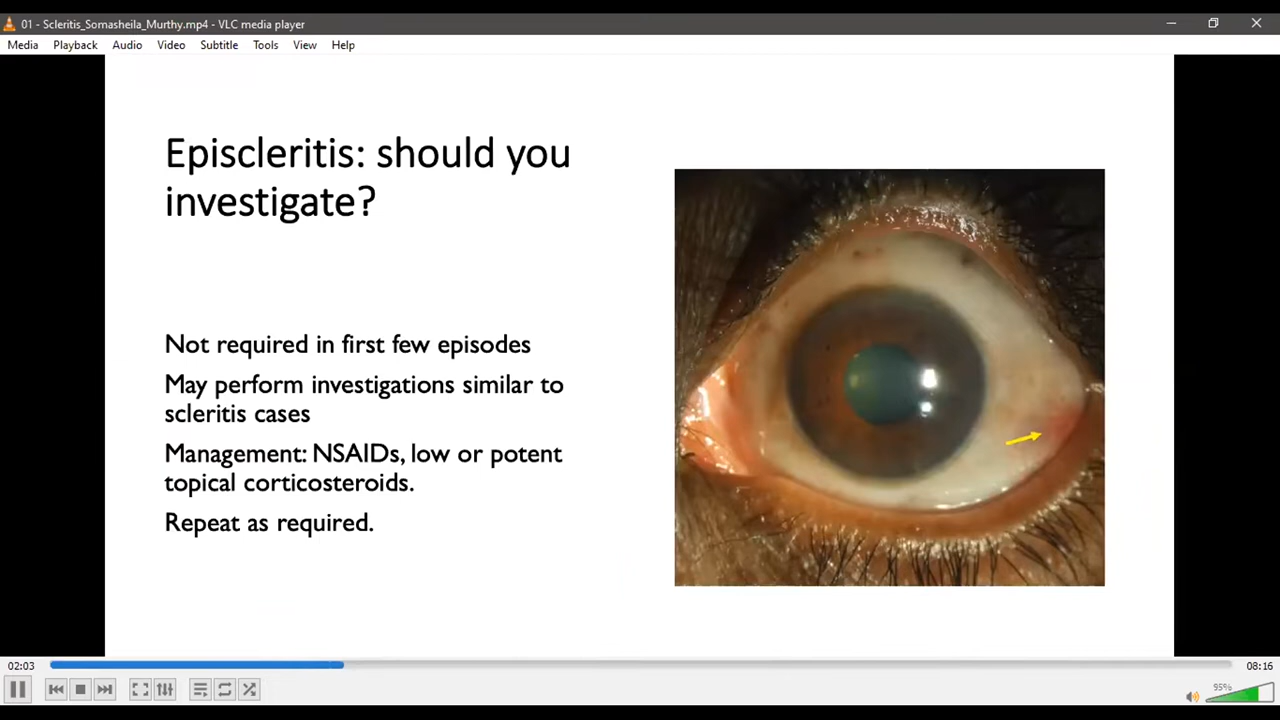 01 - Scleritis_Somasheila_Murthy.mp4 - VLC media player
Media Playback Audio Video Subtitle Tools View Help
Episcleritis: should you
investigate?
Not required in first few episodes
May perform investigations similar to
scleritis cases
Management: NSAIDs, low or potent
topical corticosteroids.
Repeat as required.
02:03
08:16
95%